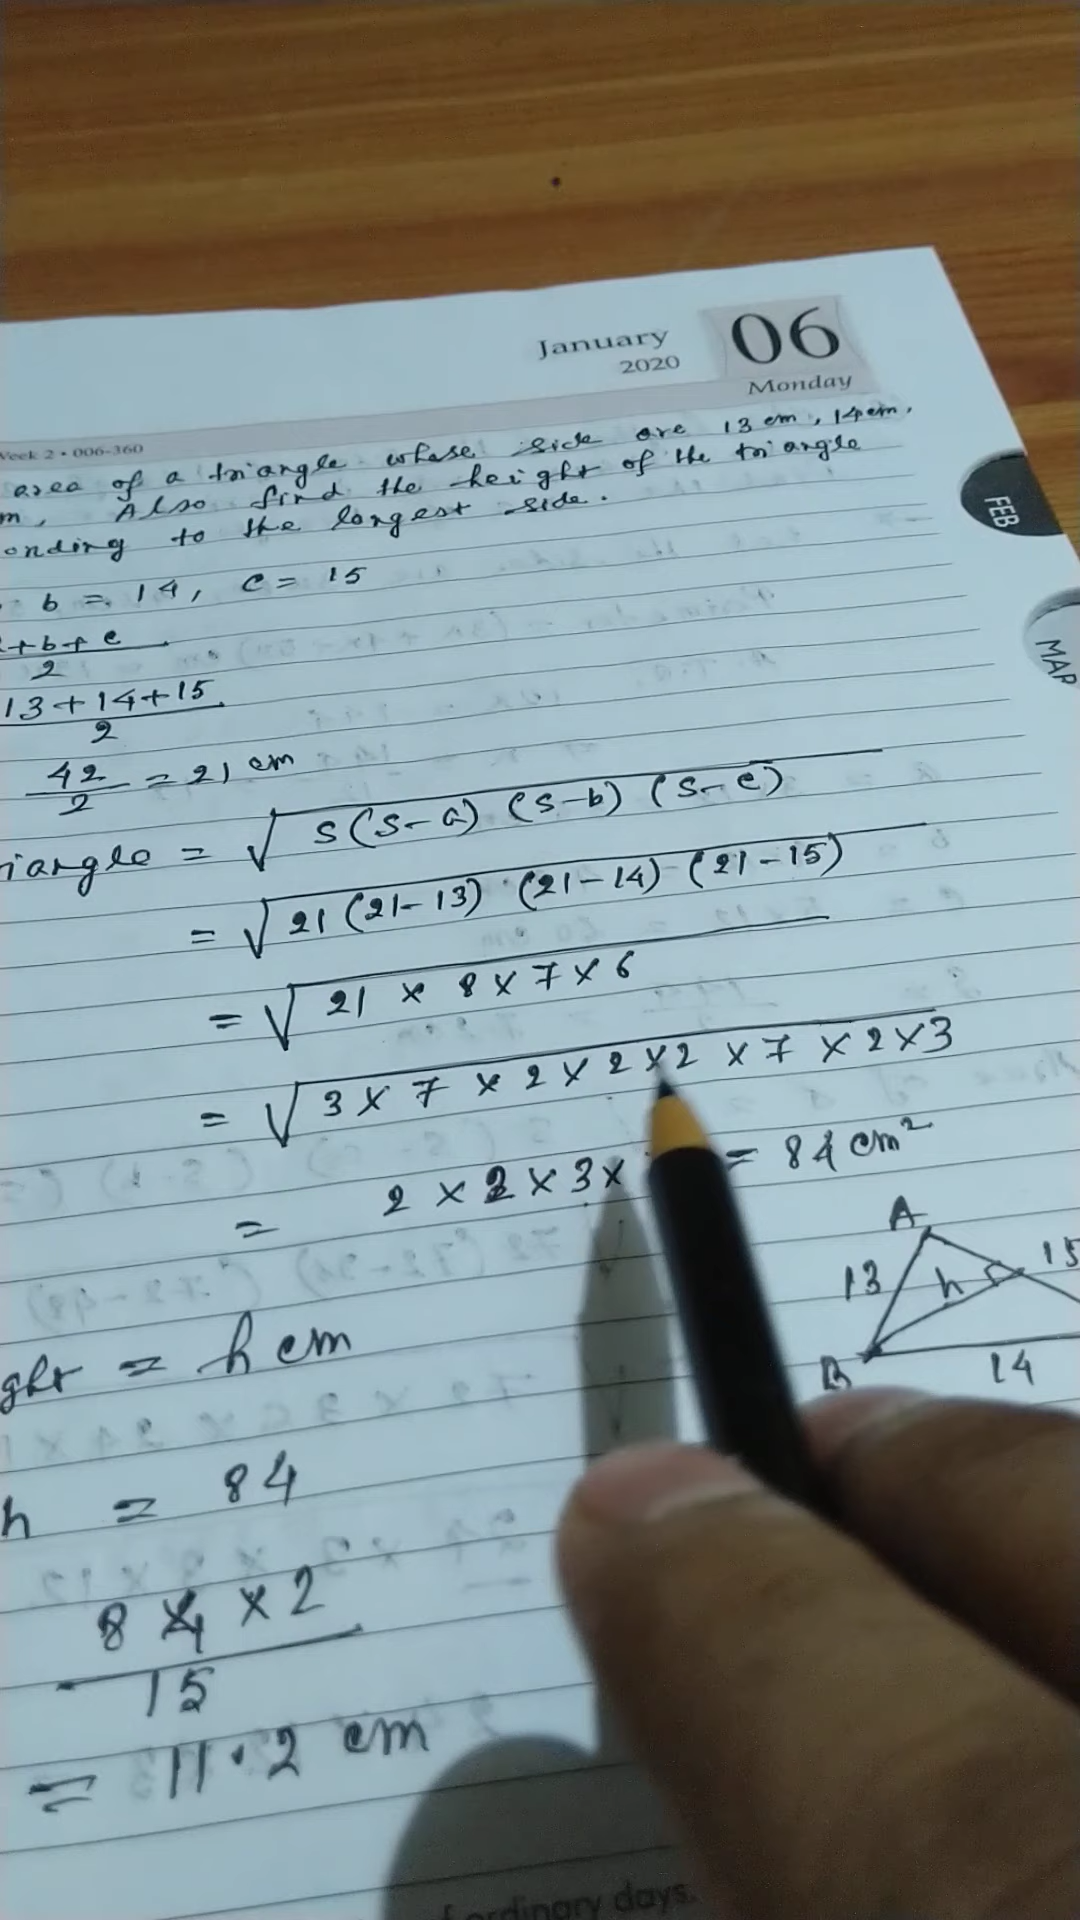 January
2020
06
Monday
Week 2 • 006-360
area of a triangle whose side are 13 cm, 14cm,
m, Also find the height of the triangle
onding to the longest side.
b = 14, c = 15
+b+c
2
13+14+15
2
42
2
= 21 cm
iangle = √ s(s-a) (s-b) (s-c)
= √ 21 (21-13) (21-14) (21-15)
= √ 21 × 8 × 7 × 6
= √ 3 × 7 × 2 × 2 × 2 × 7 × 2 × 3
= 2 × 2 × 3 × = 84 cm²
A
13
h
15
B
14
ght = h cm
h = 84
84 × 2
15
= 11.2 cm
FEB
MAR
ordinary days.